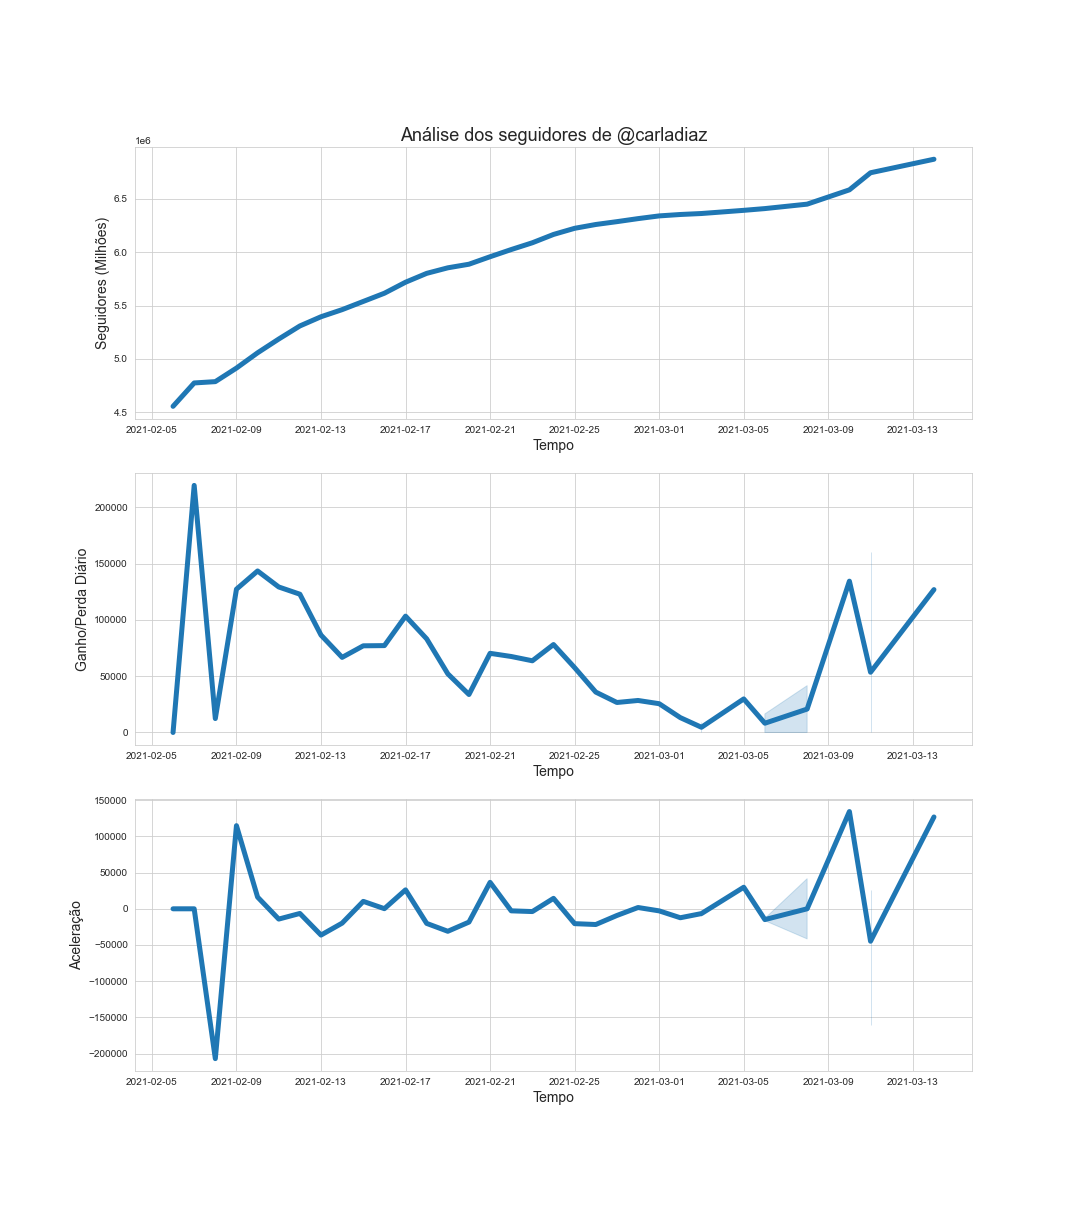 Análise dos seguidores de @carladiaz
1e6
Seguidores (Milhões)
6.5
6.0
5.5
5.0
4.5
2021-02-05 2021-02-09 2021-02-13 2021-02-17 2021-02-21 2021-02-25 2021-03-01 2021-03-05 2021-03-09 2021-03-13
Tempo
Ganho/Perda Diário
200000
150000
100000
50000
0
2021-02-05 2021-02-09 2021-02-13 2021-02-17 2021-02-21 2021-02-25 2021-03-01 2021-03-05 2021-03-09 2021-03-13
Tempo
Aceleração
150000
100000
50000
0
−50000
−100000
−150000
−200000
2021-02-05 2021-02-09 2021-02-13 2021-02-17 2021-02-21 2021-02-25 2021-03-01 2021-03-05 2021-03-09 2021-03-13
Tempo